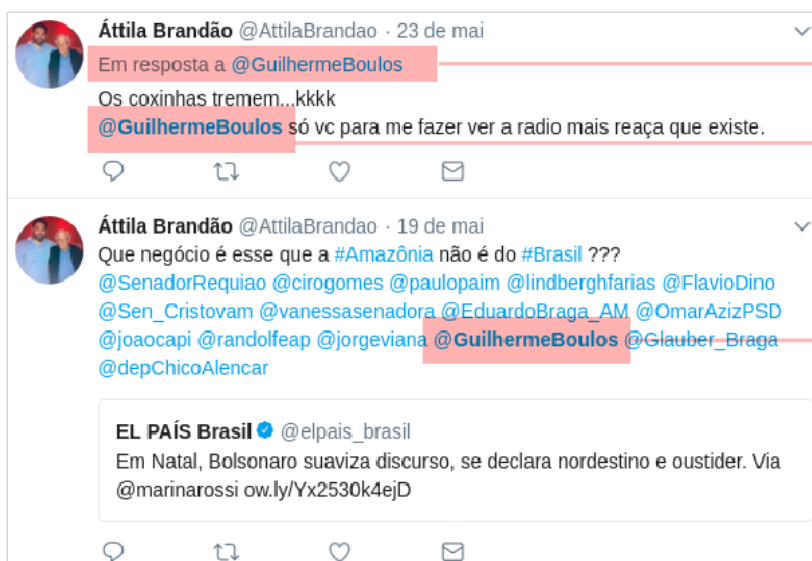 Áttila Brandão @AttilaBrandao · 23 de mai
Em resposta a @GuilhermeBoulos
Os coxinhas tremem...kkkk
@GuilhermeBoulos só vc para me fazer ver a radio mais reaça que existe.
Áttila Brandão @AttilaBrandao · 19 de mai
Que negócio é esse que a #Amazônia não é do #Brasil ???
@SenadorRequiao @cirogomes @paulopaim @lindberghfarias @FlavioDino
@Sen_Cristovam @vanessasenadora @EduardoBraga_AM @OmarAzizPSD
@joaocapi @randolfeap @jorgeviana @GuilhermeBoulos @Glauber_Braga
@depChicoAlencar
EL PAÍS Brasil @elpais_brasil
Em Natal, Bolsonaro suaviza discurso, se declara nordestino e oustider. Via
@marinarossi ow.ly/Yx2530k4ejD